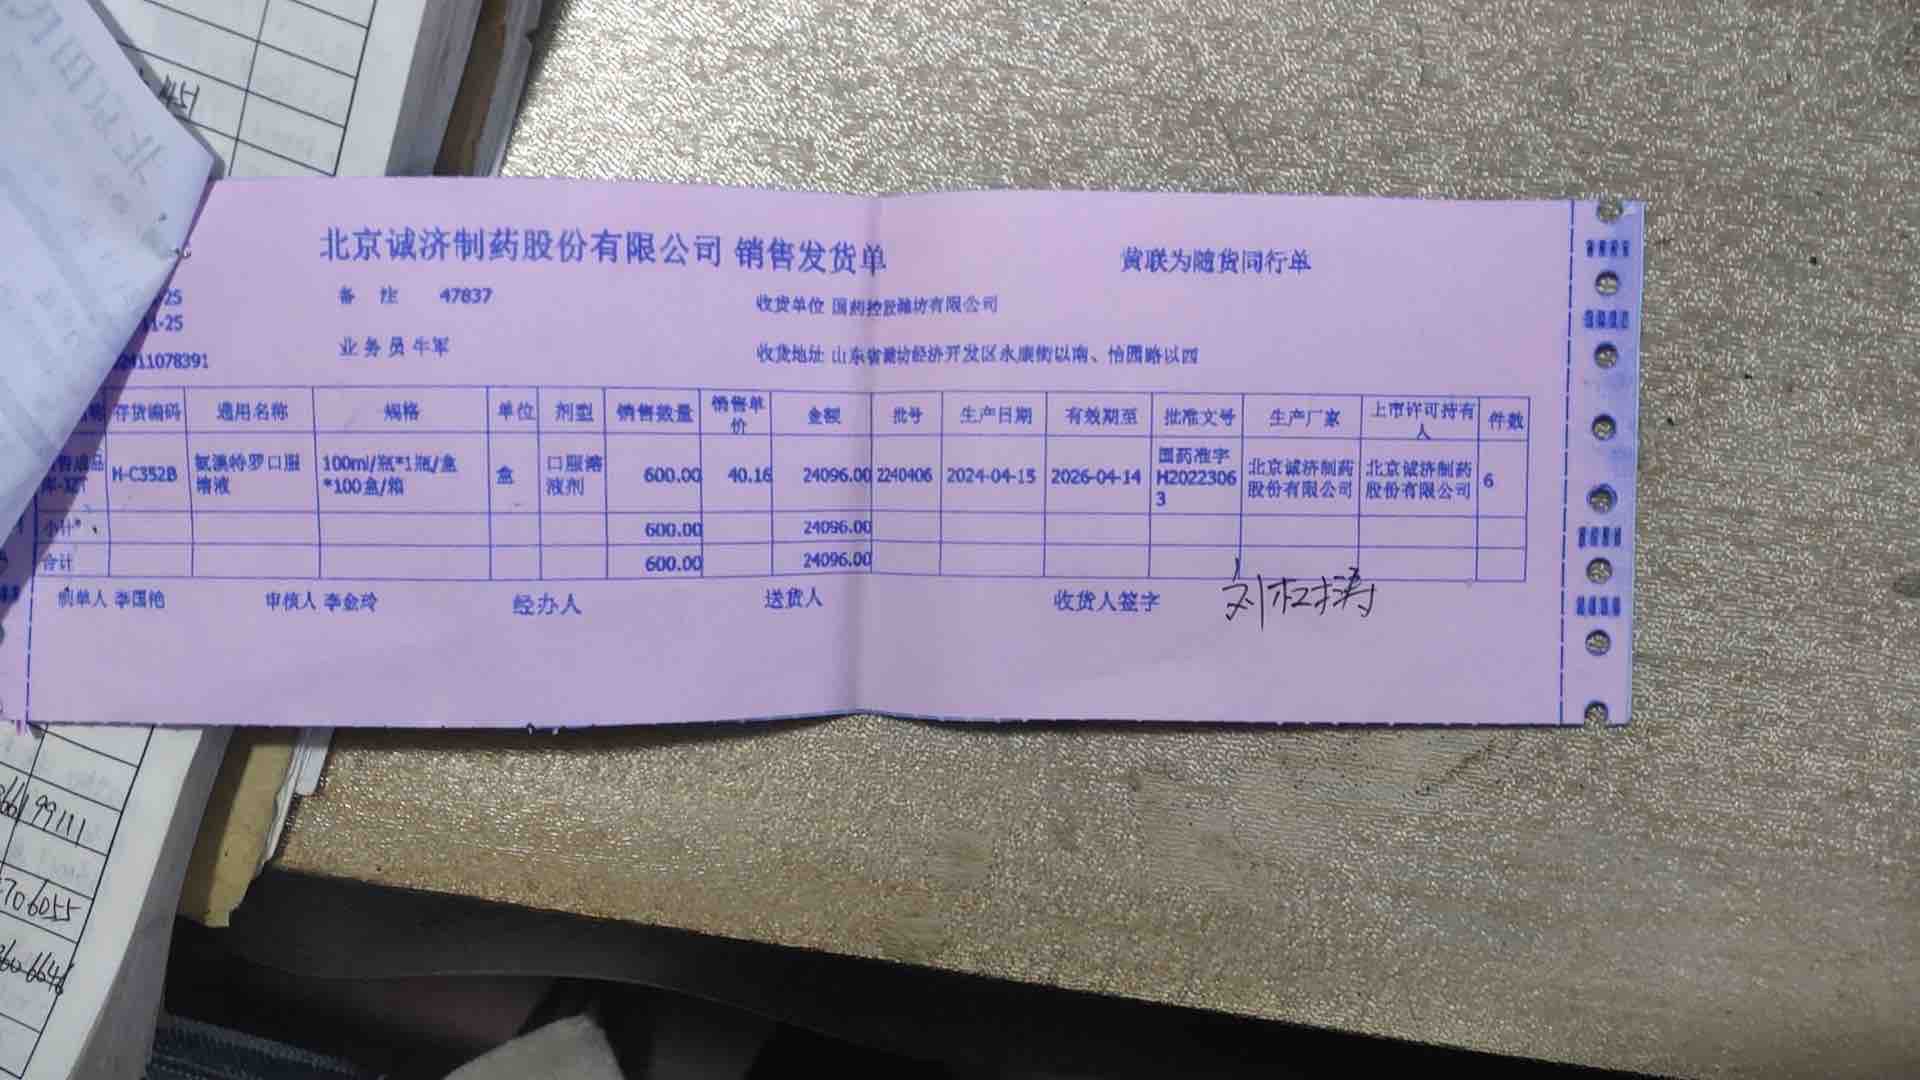 北京诚济制药股份有限公司 销售发货单
黄联为随货同行单
-25
11-25
2411078391
备 注 47837
业务员 牛军
收货单位 国药控股潍坊有限公司
收货地址 山东省潍坊经济开发区永康街以南、怡园路以西
存货编码 通用名称 规格 单位 剂型 销售数量 销售单价 金额 批号 生产日期 有效期至 批准文号 生产厂家 上市许可持有人 件数
H-C352B 氨溴特罗口服溶液 100ml/瓶*1瓶/盒*100盒/箱 盒 口服溶液剂 600.00 40.16 24096.00 2240406 2024-04-15 2026-04-14 国药准字H20223063 北京诚济制药股份有限公司 北京诚济制药股份有限公司 6
小计 600.00 24096.00
合计 600.00 24096.00
制单人 李国艳 审核人 李金玲 经办人 送货人 收货人签字
99111
706055